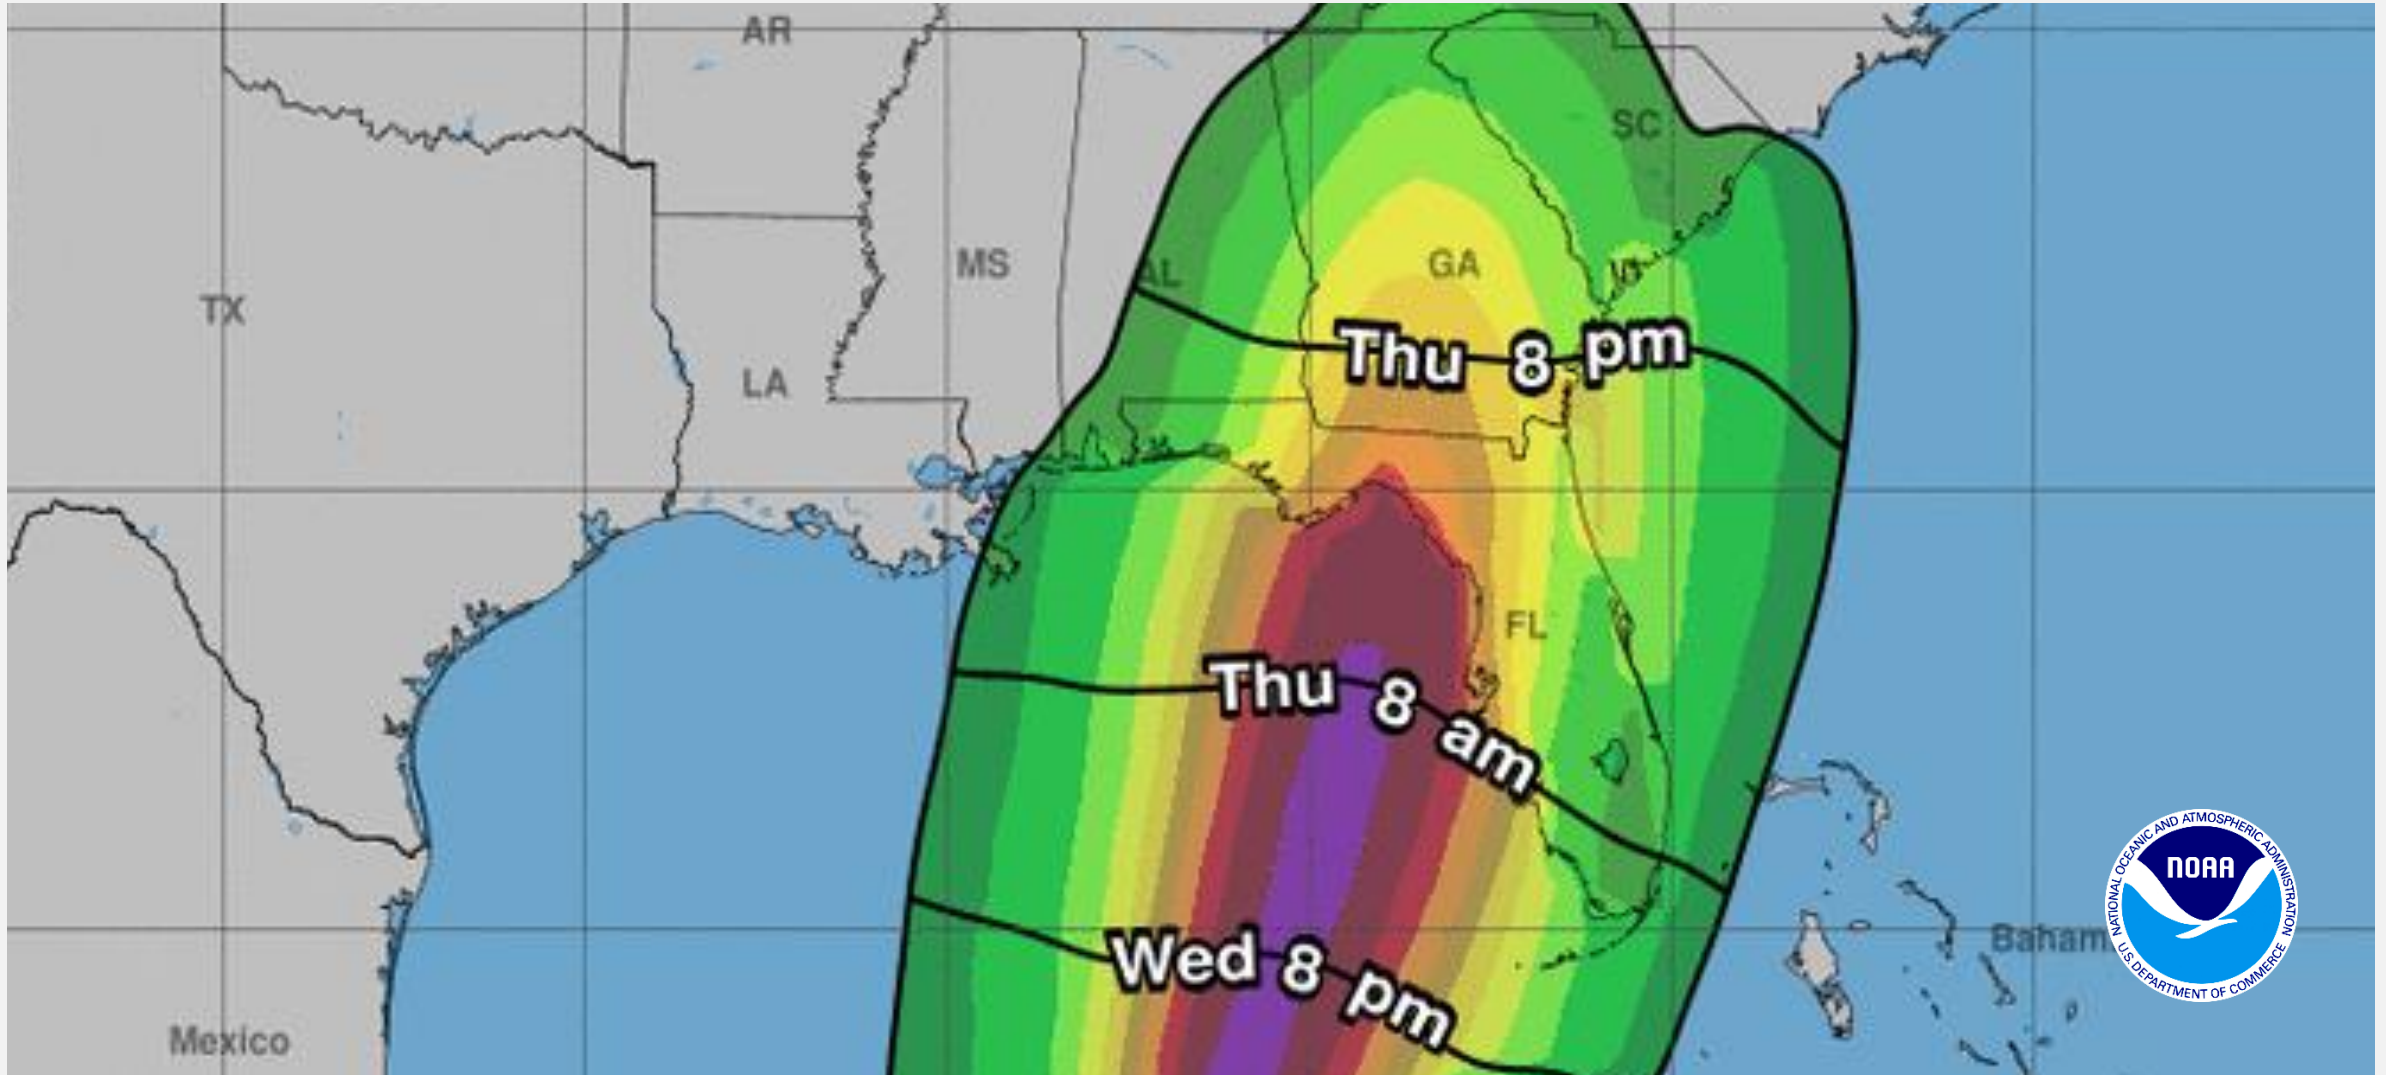 AR
SC
MS
AL
GA
TX
Thu 8 pm
LA
FL
Thu 8 am
NATIONAL OCEANIC AND ATMOSPHERIC ADMINISTRATION
NOAA
U.S. DEPARTMENT OF COMMERCE
Baham
Wed 8 pm
Mexico